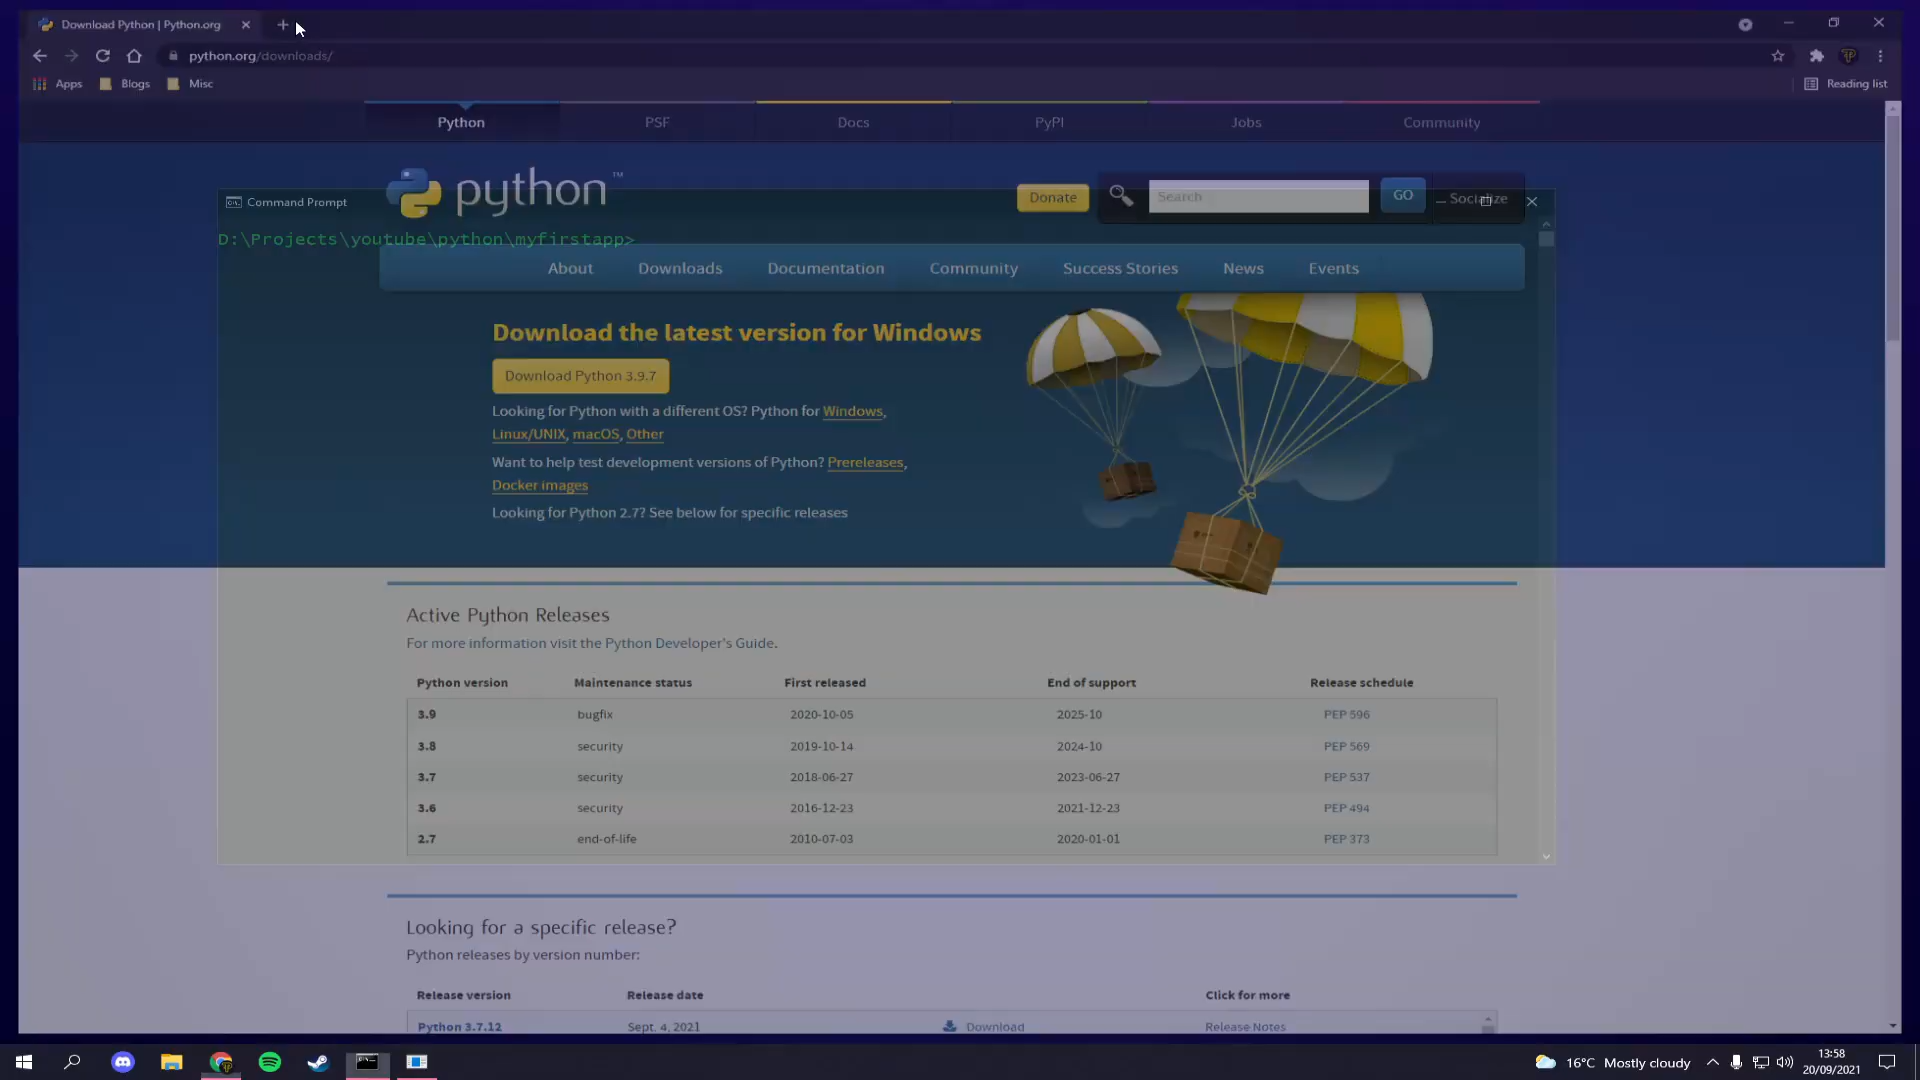 Download Python | Python.org
python.org/downloads/
Apps Blogs Misc Reading list
Python PSF Docs PyPI Jobs Community
python™
Donate Search GO Socialize
Command Prompt
D:\Projects\youtube\python\myfirstapp>
About Downloads Documentation Community Success Stories News Events
Download the latest version for Windows
Download Python 3.9.7
Looking for Python with a different OS? Python for Windows,
Linux/UNIX, macOS, Other
Want to help test development versions of Python? Prereleases,
Docker images
Looking for Python 2.7? See below for specific releases
Active Python Releases
For more information visit the Python Developer's Guide.
Python version Maintenance status First released End of support Release schedule
3.9 bugfix 2020-10-05 2025-10 PEP 596
3.8 security 2019-10-14 2024-10 PEP 569
3.7 security 2018-06-27 2023-06-27 PEP 537
3.6 security 2016-12-23 2021-12-23 PEP 494
2.7 end-of-life 2010-07-03 2020-01-01 PEP 373
Looking for a specific release?
Python releases by version number:
Release version Release date Click for more
Python 3.7.12 Sept. 4, 2021 Download Release Notes
16°C Mostly cloudy
13:58
20/09/2021